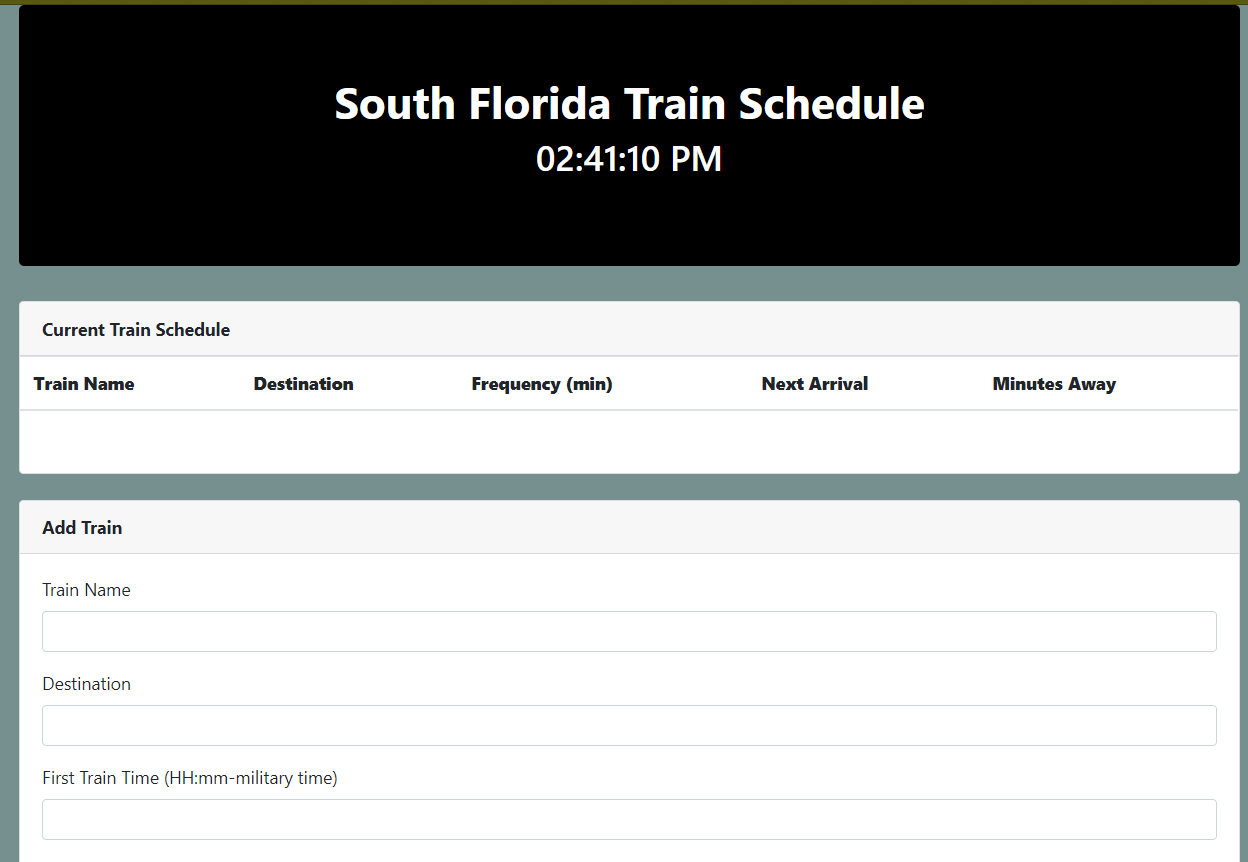 South Florida Train Schedule
02:41:10 PM
Current Train Schedule
Train Name Destination Frequency (min) Next Arrival Minutes Away
Add Train
Train Name
Destination
First Train Time (HH:mm-military time)